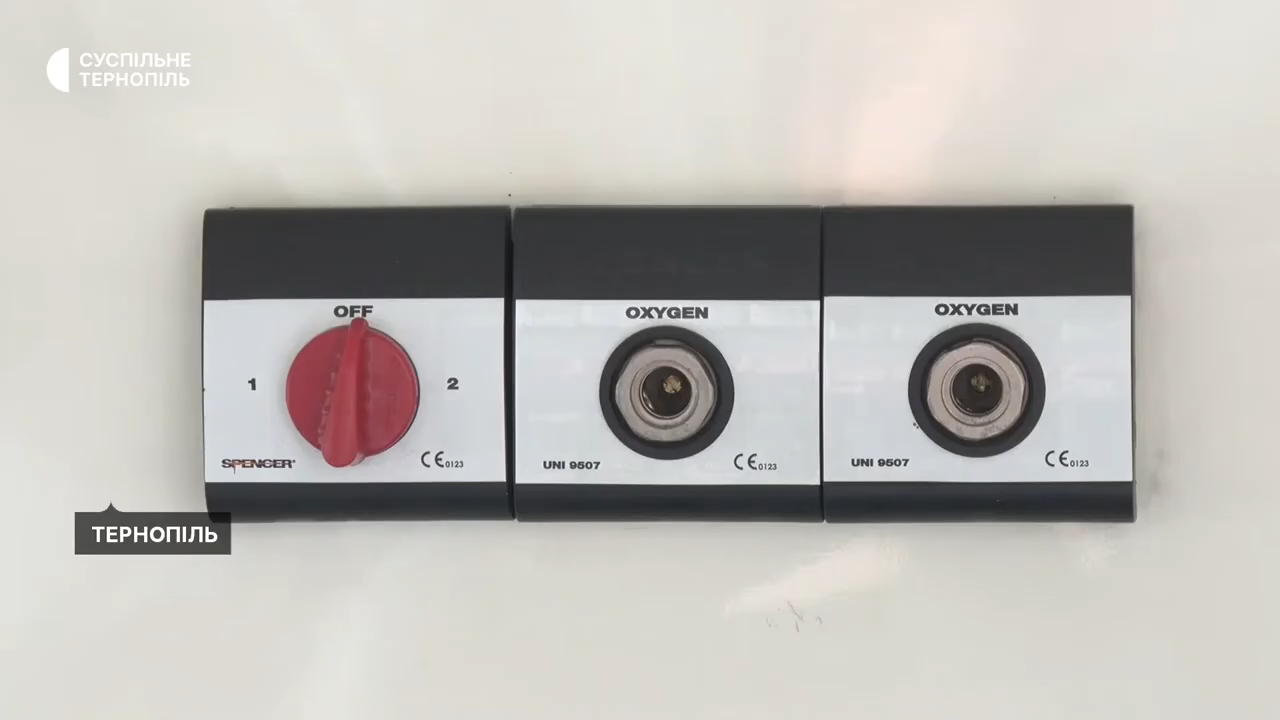 СУСПІЛЬНЕ
ТЕРНОПІЛЬ
OFF
1
2
SPENCER
CE 0123
OXYGEN
UNI 9507
CE 0123
OXYGEN
UNI 9507
CE 0123
ТЕРНОПІЛЬ